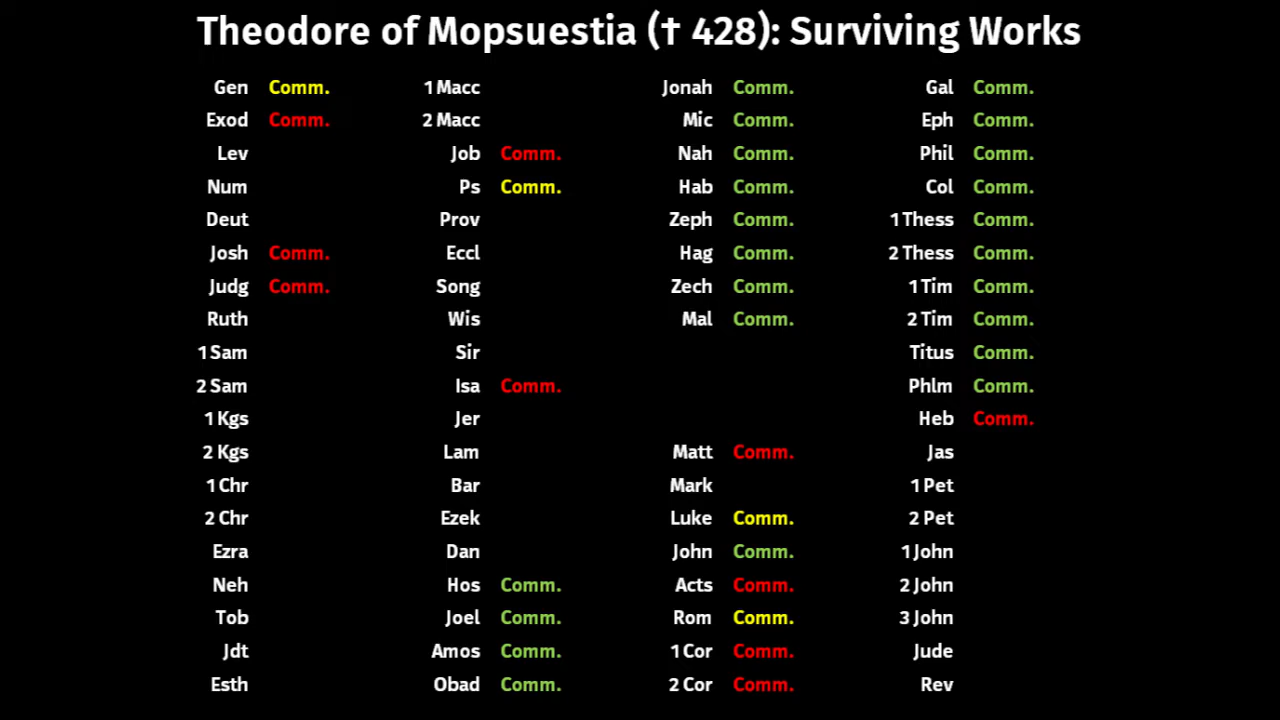 Theodore of Mopsuestia († 428): Surviving Works
Gen Comm. 1 Macc Jonah Comm. Gal Comm.
Exod Comm. 2 Macc Mic Comm. Eph Comm.
Lev Job Comm. Nah Comm. Phil Comm.
Num Ps Comm. Hab Comm. Col Comm.
Deut Prov Zeph Comm. 1 Thess Comm.
Josh Comm. Eccl Hag Comm. 2 Thess Comm.
Judg Comm. Song Zech Comm. 1 Tim Comm.
Ruth Wis Mal Comm. 2 Tim Comm.
1 Sam Sir Titus Comm.
2 Sam Isa Comm. Phlm Comm.
1 Kgs Jer Heb Comm.
2 Kgs Lam Matt Comm. Jas
1 Chr Bar Mark 1 Pet
2 Chr Ezek Luke Comm. 2 Pet
Ezra Dan John Comm. 1 John
Neh Hos Comm. Acts Comm. 2 John
Tob Joel Comm. Rom Comm. 3 John
Jdt Amos Comm. 1 Cor Comm. Jude
Esth Obad Comm. 2 Cor Comm. Rev